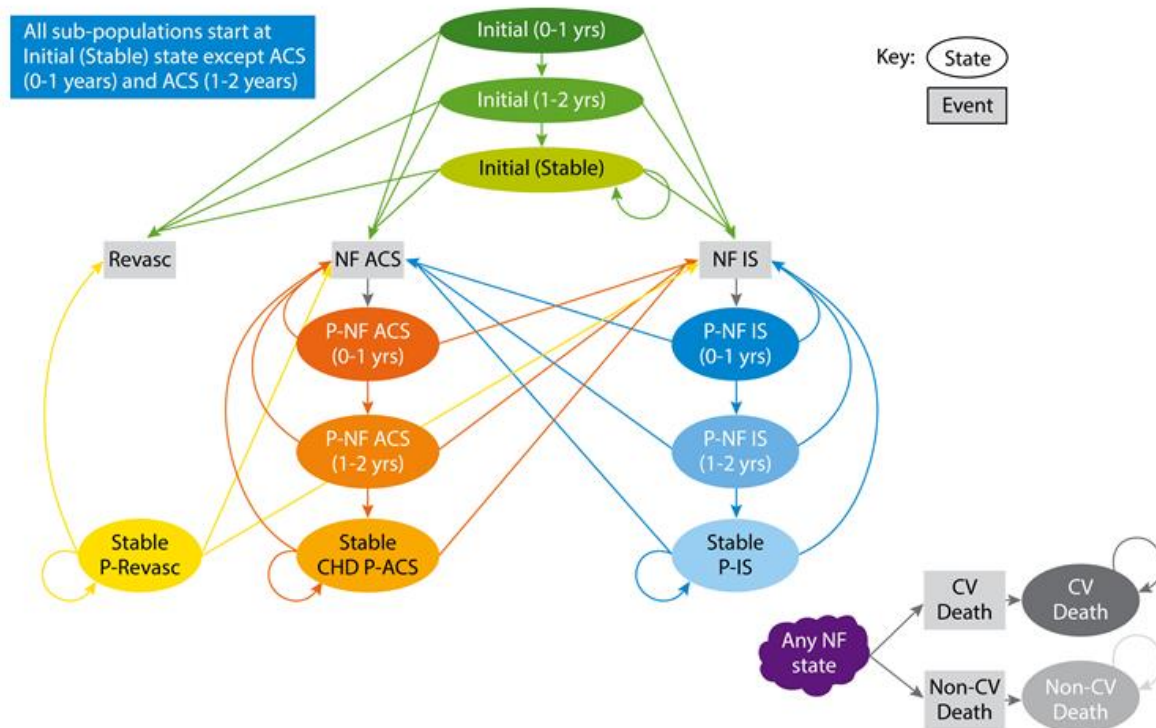 All sub-populations start at
Initial (Stable) state except ACS
(0-1 years) and ACS (1-2 years)
Initial (0-1 yrs)
Key:
State
Event
Initial (1-2 yrs)
Initial (Stable)
Revasc
NF ACS
NF IS
P-NF ACS
(0-1 yrs)
P-NF IS
(0-1 yrs)
P-NF ACS
(1-2 yrs)
P-NF IS
(1-2 yrs)
Stable
P-Revasc
Stable
CHD P-ACS
Stable
P-IS
Any NF
state
CV
Death
CV
Death
Non-CV
Death
Non-CV
Death